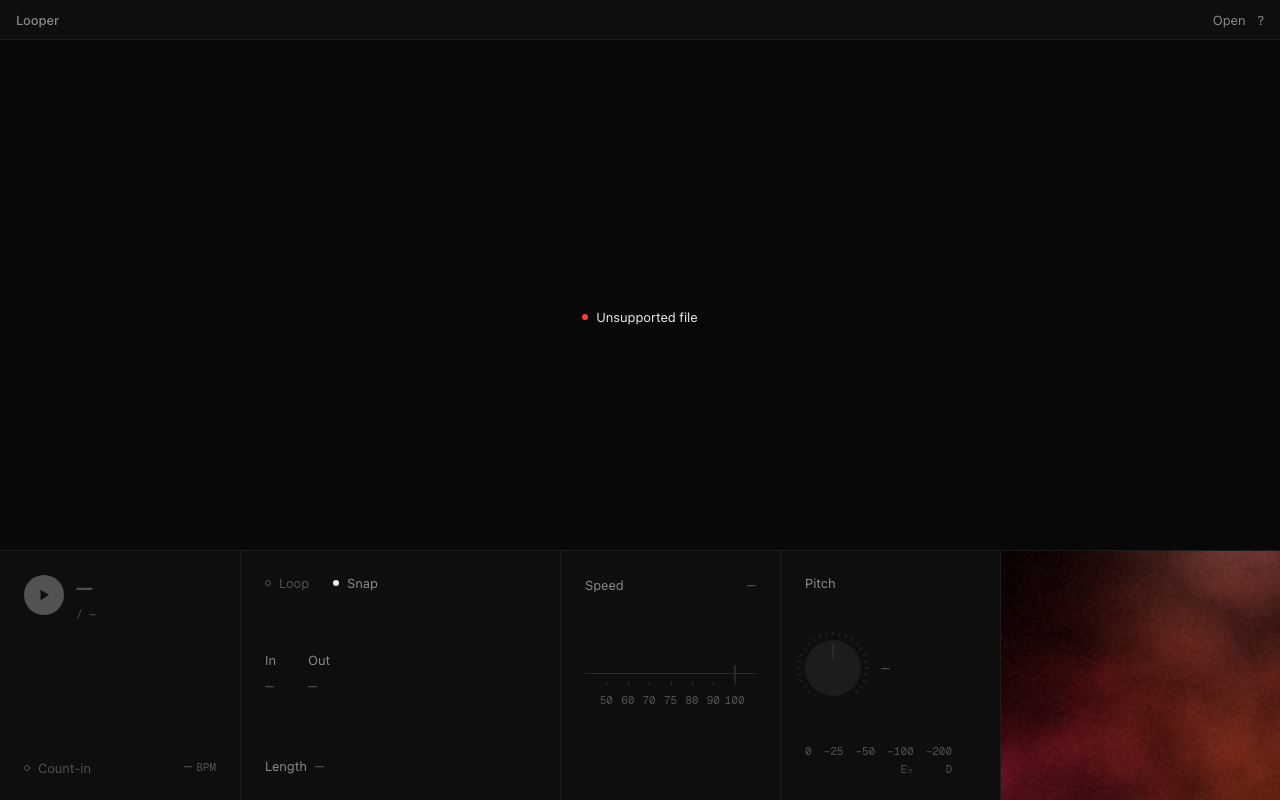 Looper
Open ?
Unsupported file
—
/ –
Count-in
— BPM
Loop Snap
In Out
— —
Length —
Speed —
50 60 70 75 80 90 100
Pitch
—
0 −25 −50 −100 −200
E♭ D